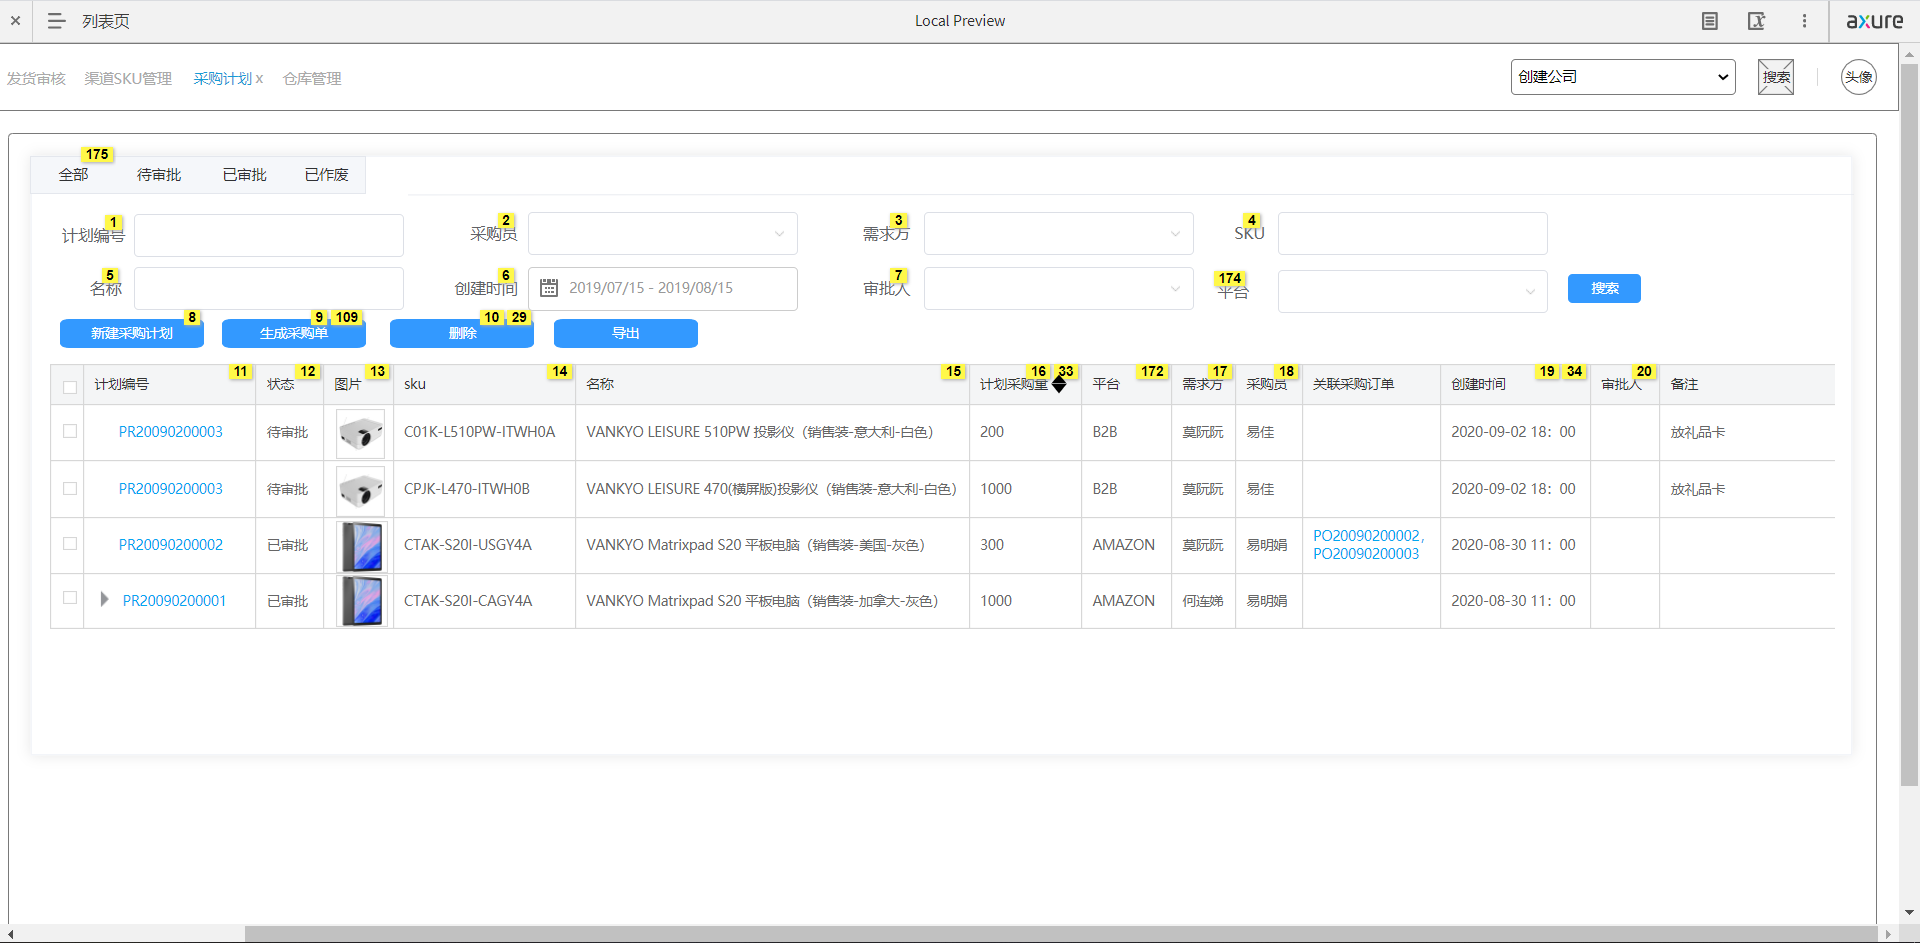 列表页 Local Preview axure
发货审核 渠道SKU管理 采购计划 x 仓库管理 创建公司 搜索 头像
175
全部 待审批 已审批 已作废
1 2 3 4
计划编号 采购员 需求方 SKU
5 6 7 174
名称 创建时间 2019/07/15 - 2019/08/15 审批人 平台 搜索
8 9 109 10 29
新建采购计划 生成采购单 删除 导出
11 12 13 14 15 16 33 172 17 18 19 34 20
计划编号 状态 图片 sku 名称 计划采购量 平台 需求方 采购员 关联采购订单 创建时间 审批人 备注
PR20090200003 待审批 C01K-L510PW-ITWH0A VANKYO LEISURE 510PW 投影仪（销售装-意大利-白色） 200 B2B 莫阮阮 易佳 2020-09-02 18：00 放礼品卡
PR20090200003 待审批 CPJK-L470-ITWH0B VANKYO LEISURE 470(横屏版)投影仪（销售装-意大利-白色） 1000 B2B 莫阮阮 易佳 2020-09-02 18：00 放礼品卡
PR20090200002 已审批 CTAK-S20I-USGY4A VANKYO Matrixpad S20 平板电脑（销售装-美国-灰色） 300 AMAZON 莫阮阮 易明娟 PO20090200002, 2020-08-30 11：00
PO20090200003
PR20090200001 已审批 CTAK-S20I-CAGY4A VANKYO Matrixpad S20 平板电脑（销售装-加拿大-灰色） 1000 AMAZON 何连娣 易明娟 2020-08-30 11：00